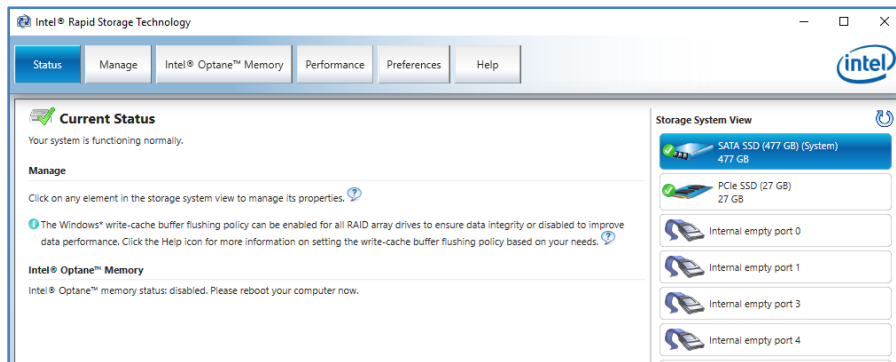 Intel® Rapid Storage Technology
Status
Manage
Intel® Optane™ Memory
Performance
Preferences
Help
intel
Current Status
Your system is functioning normally.
Manage
Click on any element in the storage system view to manage its properties.
The Windows* write-cache buffer flushing policy can be enabled for all RAID array drives to ensure data integrity or disabled to improve
data performance. Click the Help icon for more information on setting the write-cache buffer flushing policy based on your needs.
Intel® Optane™ Memory
Intel® Optane™ memory status: disabled. Please reboot your computer now.
Storage System View
SATA SSD (477 GB) (System)
477 GB
PCIe SSD (27 GB)
27 GB
Internal empty port 0
Internal empty port 1
Internal empty port 3
Internal empty port 4